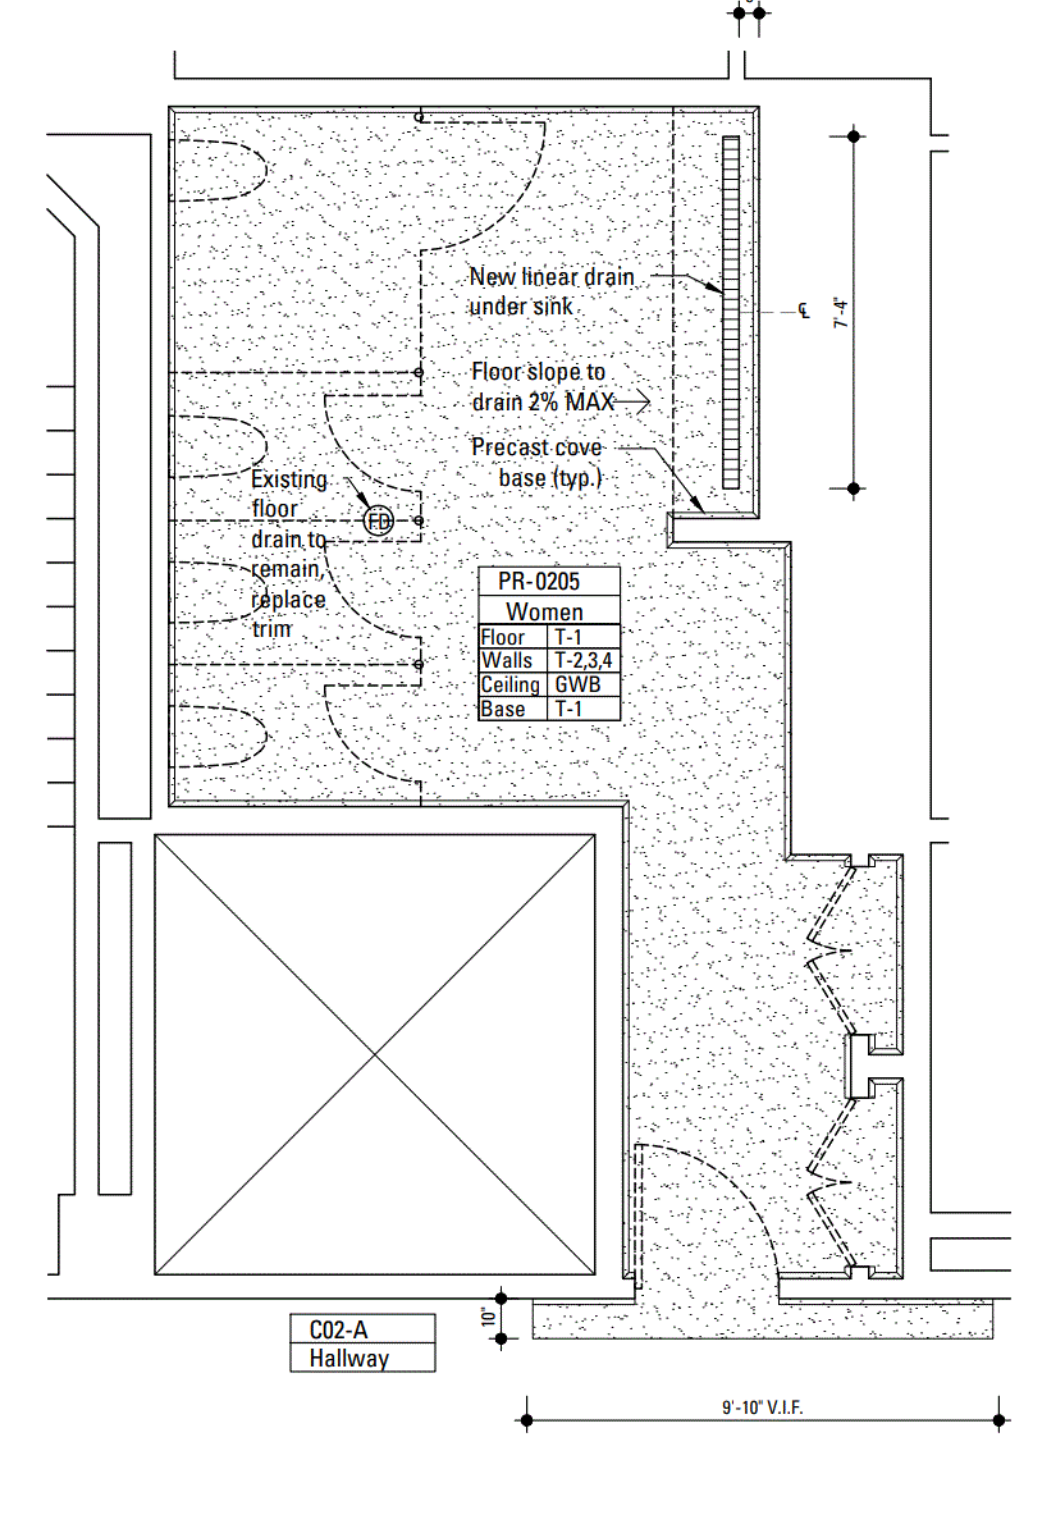 New linear drain
under sink
℄
7'-4"
Floor slope to
drain 2% MAX
Precast cove
base (typ.)
Existing
floor
drain to
remain,
replace
trim
FD
PR-0205
Women
Floor T-1
Walls T-2,3,4
Ceiling GWB
Base T-1
10"
C02-A
Hallway
9'-10" V.I.F.